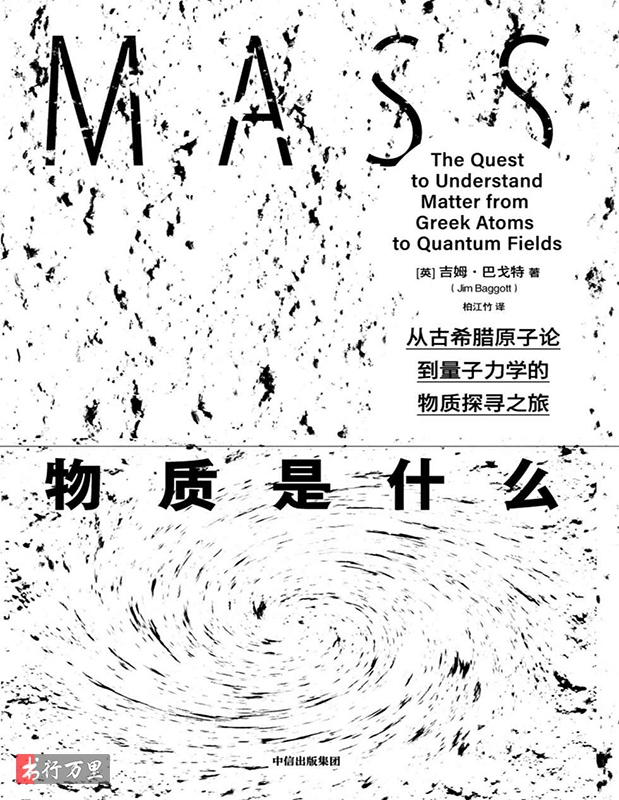 MASS
The Quest
to Understand
Matter from
Greek Atoms
to Quantum Fields
[英] 吉姆·巴戈特 著
( Jim Baggott )
柏江竹 译
从古希腊原子论
到量子力学的
物质探寻之旅
物质是什么
中信出版集团
书行万里